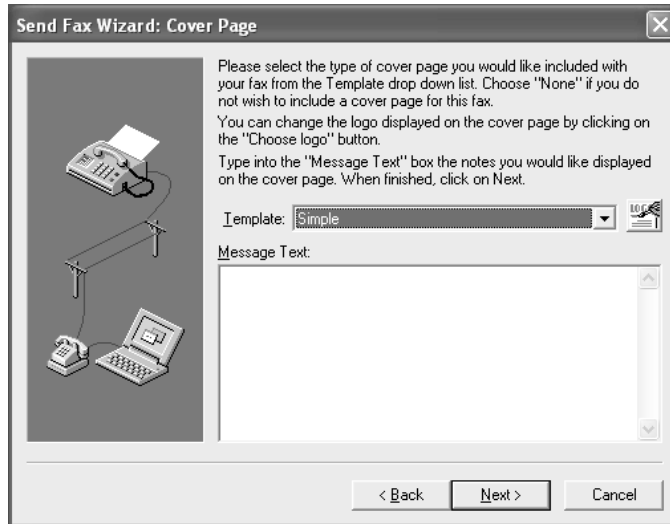 Send Fax Wizard: Cover Page
Please select the type of cover page you would like included with
your fax from the Template drop down list. Choose "None" if you do
not wish to include a cover page for this fax.
You can change the logo displayed on the cover page by clicking on
the "Choose logo" button.
Type into the "Message Text" box the notes you would like displayed
on the cover page. When finished, click on Next.
Template: Simple
Message Text:
< Back Next > Cancel